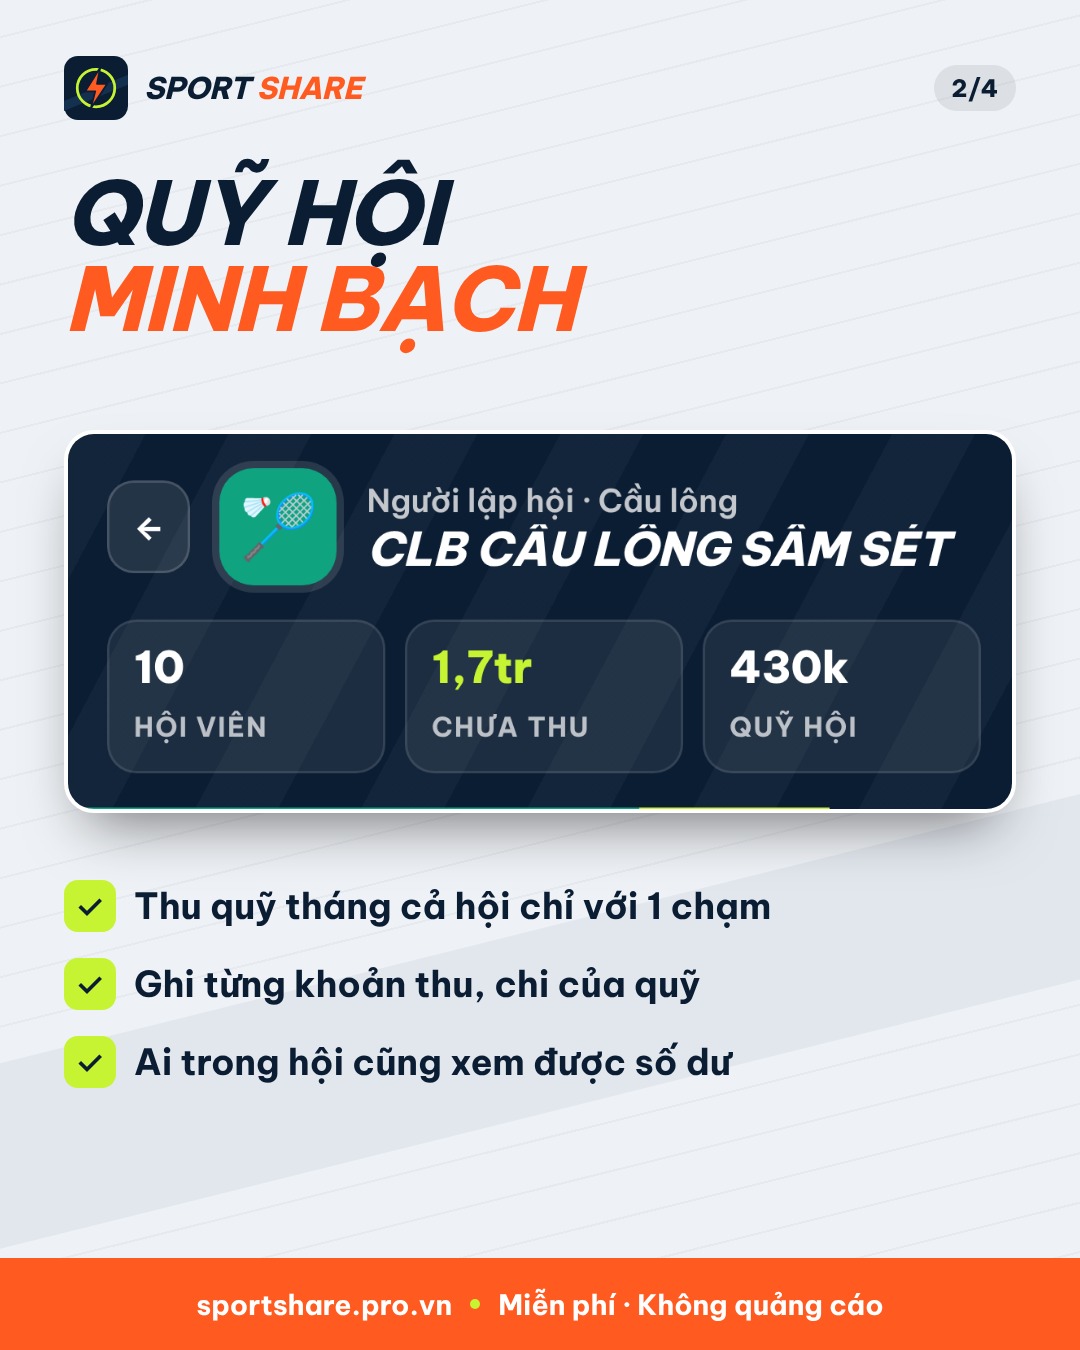 SPORT SHARE
2/4
QUỸ HỘI
MINH BẠCH
Người lập hội · Cầu lông
CLB CẦU LÔNG SẤM SÉT
10
HỘI VIÊN
1,7tr
CHƯA THU
430k
QUỸ HỘI
Thu quỹ tháng cả hội chỉ với 1 chạm
Ghi từng khoản thu, chi của quỹ
Ai trong hội cũng xem được số dư
sportshare.pro.vn • Miễn phí · Không quảng cáo